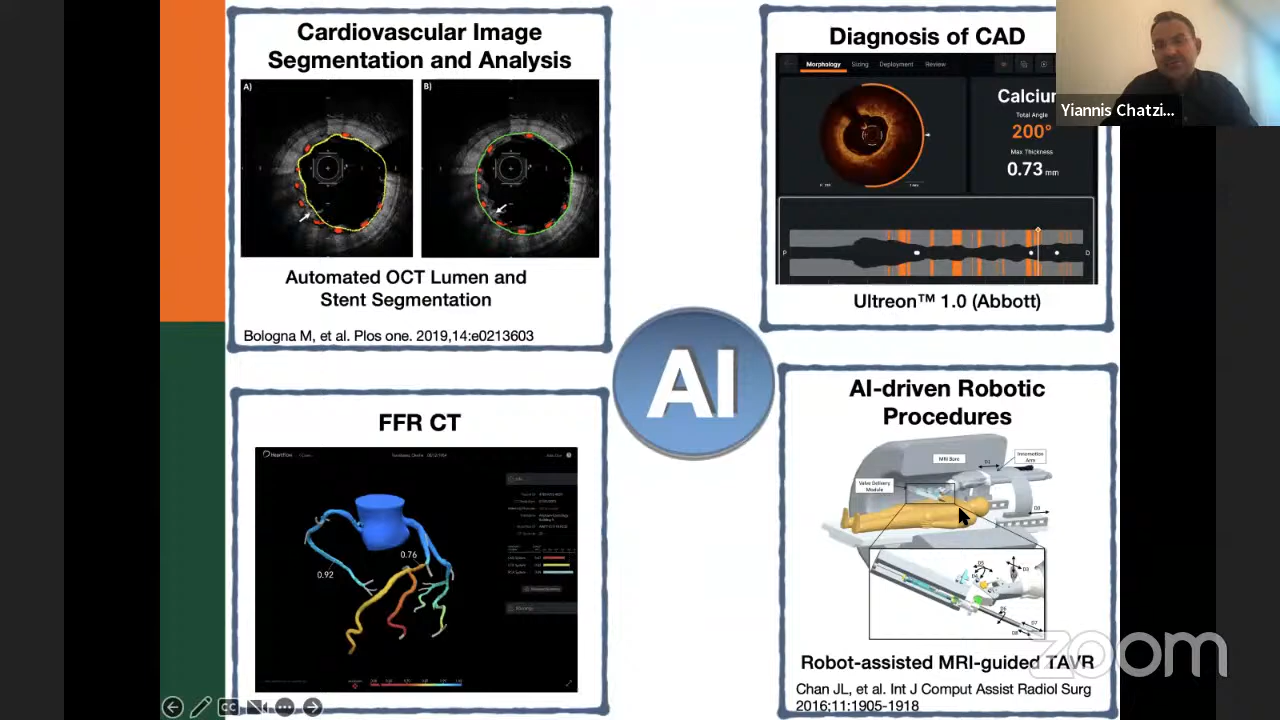 Cardiovascular Image
Segmentation and Analysis
A)
B)
Automated OCT Lumen and
Stent Segmentation
Bologna M, et al. Plos one. 2019,14:e0213603
Diagnosis of CAD
Morphology
Sizing
Deployment
Review
Calcium
Total Angle
200°
Max Thickness
0.73 mm
P
D
Ultreon™ 1.0 (Abbott)
Yiannis Chatzi...
AI
FFR CT
HeartFlow
0.76
0.92
AI-driven Robotic
Procedures
MRI Bore
Valve Delivery
Module
D3
D7
Robot-assisted MRI-guided TAVR
Chan JL, et al. Int J Comput Assist Radiol Surg
2016;11:1905-1918
CC
zoom